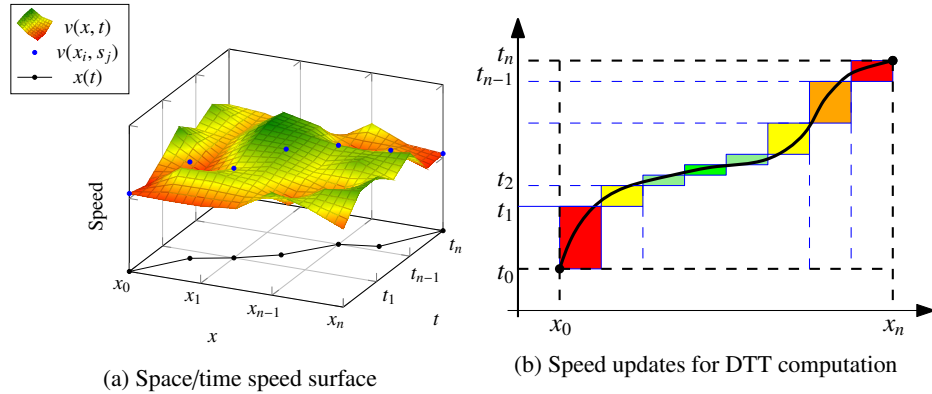 v(x, t)
v(x_i, s_j)
x(t)
Speed
x_0
x_1
x_{n−1}
x_n
x
t_1
t_{n−1}
t_n
t
(a) Space/time speed surface
t_n
t_{n−1}
t_2
t_1
t_0
x_0
x_n
(b) Speed updates for DTT computation